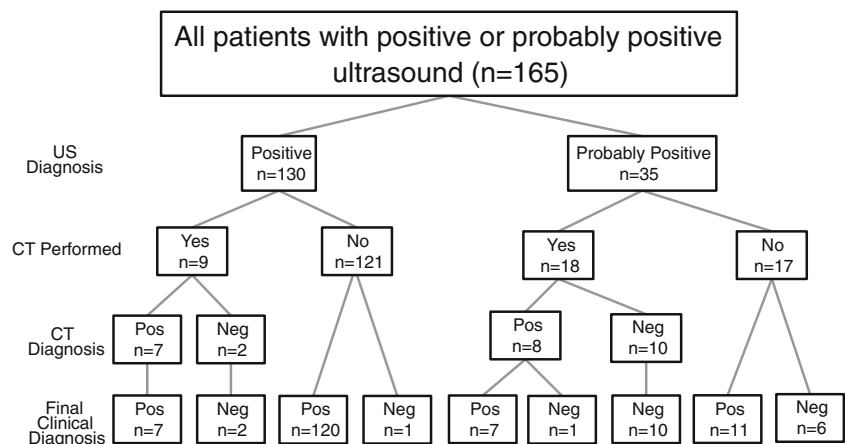 All patients with positive or probably positive
ultrasound (n=165)
US
Diagnosis
Positive
n=130
Probably Positive
n=35
CT Performed
Yes
n=9
No
n=121
Yes
n=18
No
n=17
CT
Diagnosis
Pos
n=7
Neg
n=2
Pos
n=8
Neg
n=10
Final
Clinical
Diagnosis
Pos
n=7
Neg
n=2
Pos
n=120
Neg
n=1
Pos
n=7
Neg
n=1
Neg
n=10
Pos
n=11
Neg
n=6